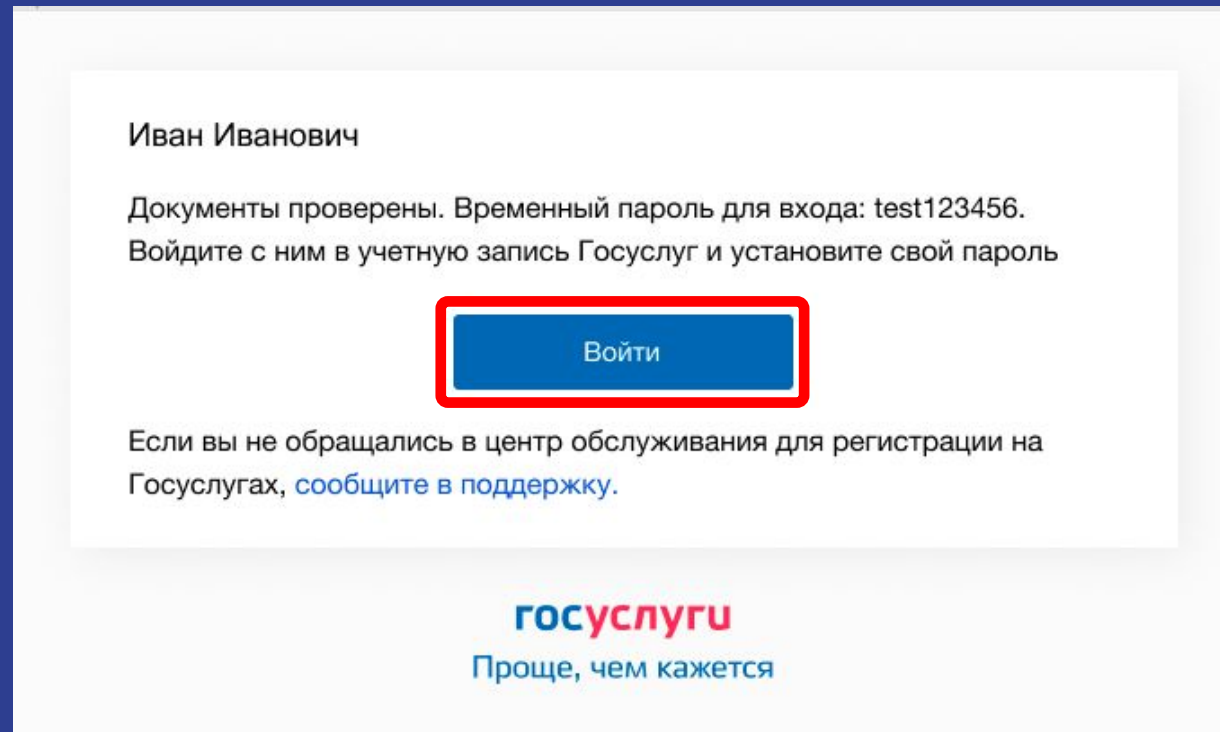 Иван Иванович
Документы проверены. Временный пароль для входа: test123456.
Войдите с ним в учетную запись Госуслуг и установите свой пароль
Войти
Если вы не обращались в центр обслуживания для регистрации на
Госуслугах, сообщите в поддержку.
госуслуги
Проще, чем кажется